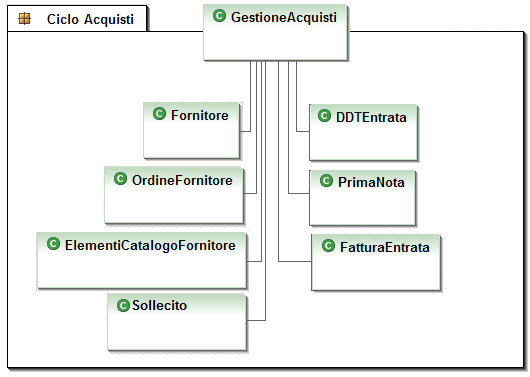 Ciclo Acquisti
C GestioneAcquisti
C Fornitore
C DDTEntrata
C OrdineFornitore
C PrimaNota
C ElementiCatalogoFornitore
C FatturaEntrata
C Sollecito